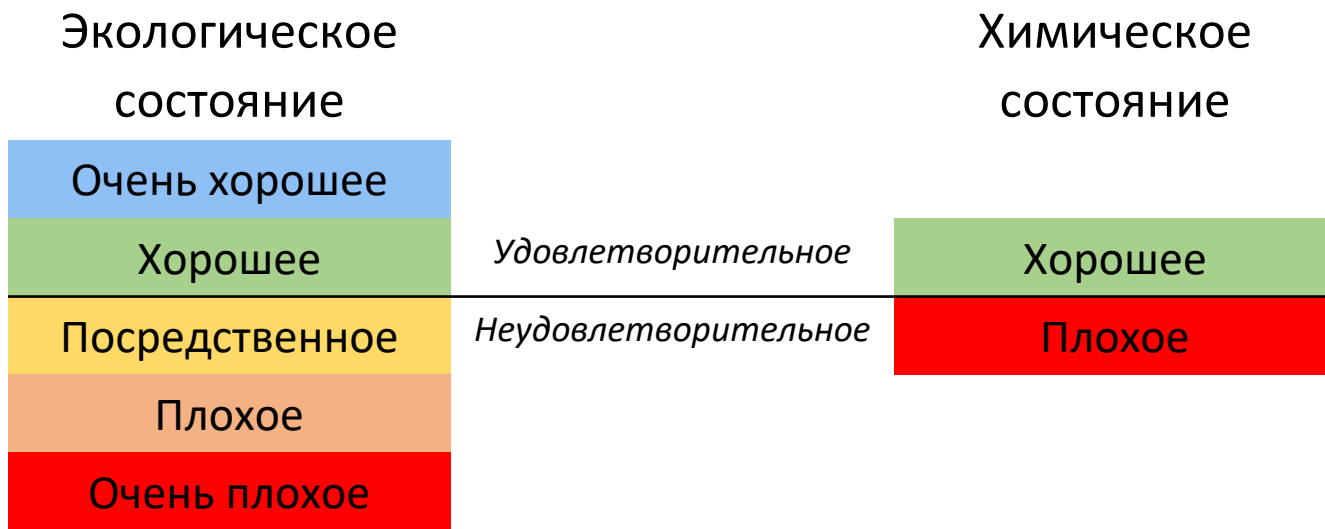 Экологическое
состояние
Химическое
состояние
Очень хорошее
Хорошее
Удовлетворительное
Хорошее
Посредственное
Неудовлетворительное
Плохое
Плохое
Очень плохое